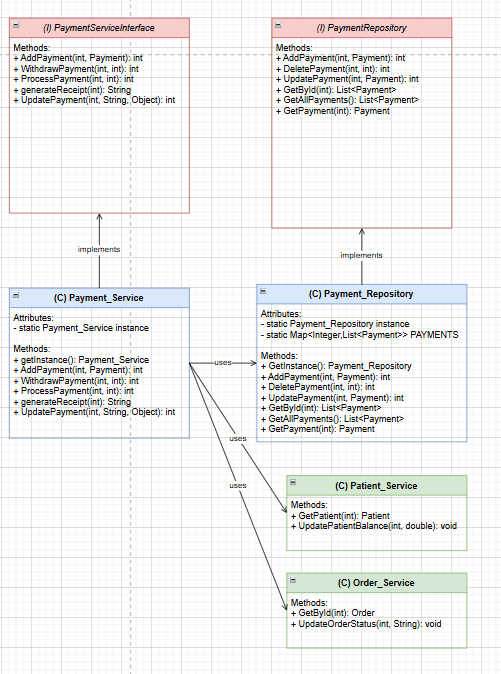 (I) PaymentServiceInterface
Methods:
+ AddPayment(int, Payment): int
+ WithdrawPayment(int, int): int
+ ProcessPayment(int, int): int
+ generateReceipt(int): String
+ UpdatePayment(int, String, Object): int
(I) PaymentRepository
Methods:
+ AddPayment(int, Payment): int
+ DeletePayment(int, int): int
+ UpdatePayment(int, Payment): int
+ GetById(int): List<Payment>
+ GetAllPayments(): List<Payment>
+ GetPayment(int): Payment
implements
implements
(C) Payment_Service
Attributes:
- static Payment_Service instance
Methods:
+ getInstance(): Payment_Service
+ AddPayment(int, Payment): int
+ WithdrawPayment(int, int): int
+ ProcessPayment(int, int): int
+ generateReceipt(int): String
+ UpdatePayment(int, String, Object): int
(C) Payment_Repository
Attributes:
- static Payment_Repository instance
- static Map<Integer,List<Payment>> PAYMENTS
Methods:
+ GetInstance(): Payment_Repository
+ AddPayment(int, Payment): int
+ DeletePayment(int, int): int
+ UpdatePayment(int, Payment): int
+ GetById(int): List<Payment>
+ GetAllPayments(): List<Payment>
+ GetPayment(int): Payment
uses
uses
uses
(C) Patient_Service
Methods:
+ GetPatient(int): Patient
+ UpdatePatientBalance(int, double): void
(C) Order_Service
Methods:
+ GetById(int): Order
+ UpdateOrderStatus(int, String): void